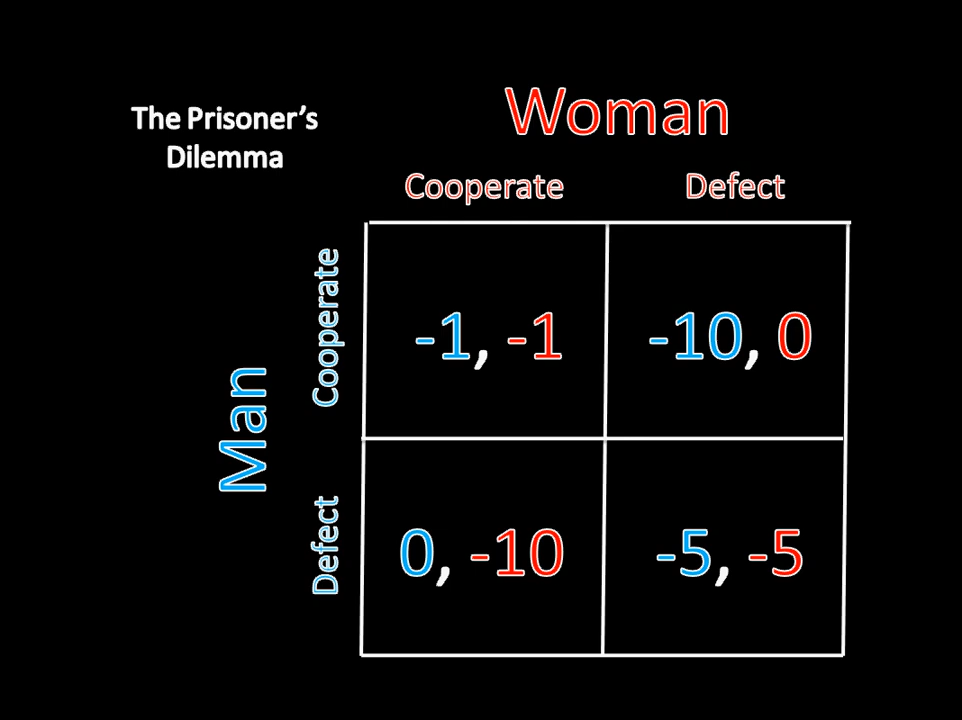 The Prisoner’s
Dilemma
Woman
Cooperate Defect
Man
Cooperate
-1, -1 -10, 0
Defect
0, -10 -5, -5